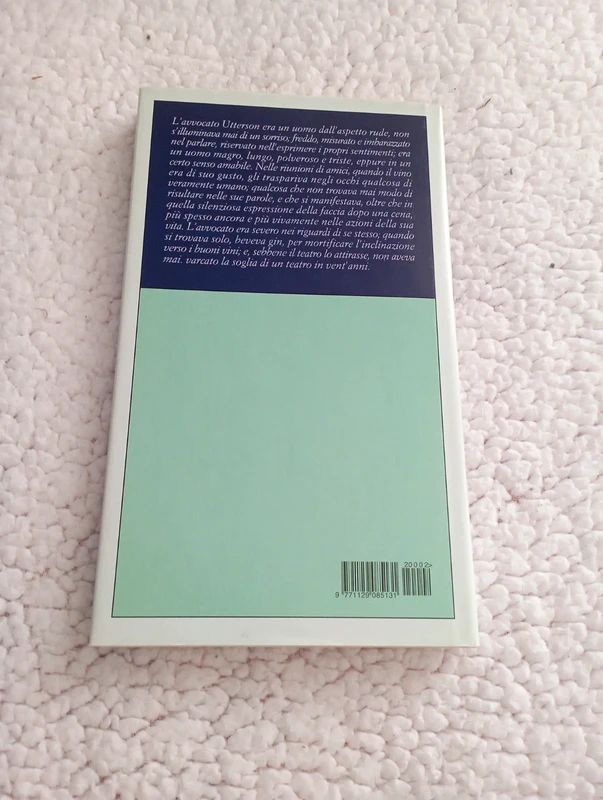 L'avvocato Utterson era un uomo dall'aspetto rude, non
s'illuminava mai di un sorriso; freddo, misurato e imbarazzato
nel parlare, riservato nell'esprimere i propri sentimenti; era
un uomo magro, lungo, polveroso e triste, eppure in un
certo senso amabile. Nelle riunioni di amici, quando il vino
era di suo gusto, gli traspariva negli occhi qualcosa di
veramente umano; qualcosa che non trovava mai modo di
risultare nelle sue parole, e che si manifestava, oltre che in
quella silenziosa espressione della faccia dopo una cena,
più spesso ancora e più vivamente nelle azioni della sua
vita. L'avvocato era severo nei riguardi di se stesso; quando
si trovava solo, beveva gin, per mortificare l'inclinazione
verso i buoni vini; e, sebbene il teatro lo attirasse, non aveva
mai. varcato la soglia di un teatro in vent'anni.
20002>
9 771129 085131